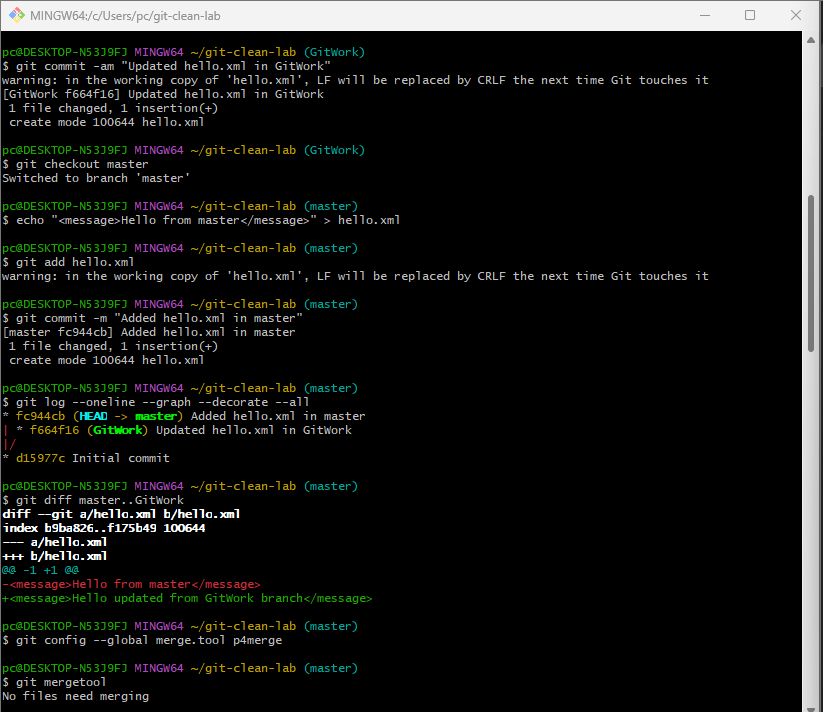 MINGW64:/c/Users/pc/git-clean-lab
pc@DESKTOP-N53J9FJ MINGW64 ~/git-clean-lab (GitWork)
$ git commit -am "Updated hello.xml in GitWork"
warning: in the working copy of 'hello.xml', LF will be replaced by CRLF the next time Git touches it
[GitWork f664f16] Updated hello.xml in GitWork
 1 file changed, 1 insertion(+)
 create mode 100644 hello.xml
pc@DESKTOP-N53J9FJ MINGW64 ~/git-clean-lab (GitWork)
$ git checkout master
Switched to branch 'master'
pc@DESKTOP-N53J9FJ MINGW64 ~/git-clean-lab (master)
$ echo "<message>Hello from master</message>" > hello.xml
pc@DESKTOP-N53J9FJ MINGW64 ~/git-clean-lab (master)
$ git add hello.xml
warning: in the working copy of 'hello.xml', LF will be replaced by CRLF the next time Git touches it
pc@DESKTOP-N53J9FJ MINGW64 ~/git-clean-lab (master)
$ git commit -m "Added hello.xml in master"
[master fc944cb] Added hello.xml in master
 1 file changed, 1 insertion(+)
 create mode 100644 hello.xml
pc@DESKTOP-N53J9FJ MINGW64 ~/git-clean-lab (master)
$ git log --oneline --graph --decorate --all
* fc944cb (HEAD -> master) Added hello.xml in master
| * f664f16 (GitWork) Updated hello.xml in GitWork
|/
* d15977c Initial commit
pc@DESKTOP-N53J9FJ MINGW64 ~/git-clean-lab (master)
$ git diff master..GitWork
diff --git a/hello.xml b/hello.xml
index b9ba826..f175b49 100644
--- a/hello.xml
+++ b/hello.xml
@@ -1 +1 @@
-<message>Hello from master</message>
+<message>Hello updated from GitWork branch</message>
pc@DESKTOP-N53J9FJ MINGW64 ~/git-clean-lab (master)
$ git config --global merge.tool p4merge
pc@DESKTOP-N53J9FJ MINGW64 ~/git-clean-lab (master)
$ git mergetool
No files need merging